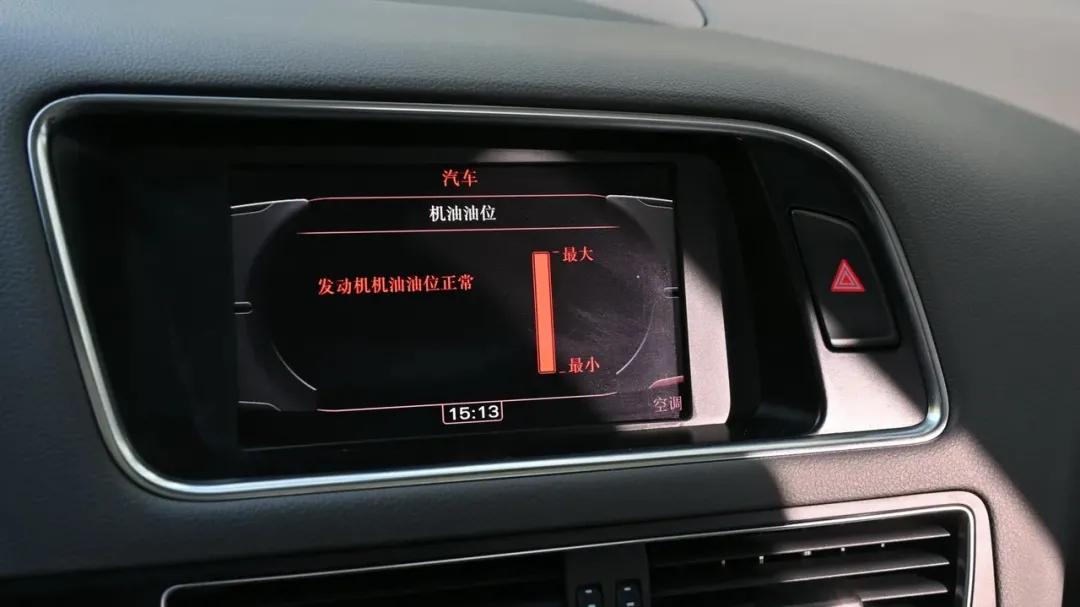 汽车
机油油位
最大
发动机机油油位正常
最小
15:13
空调